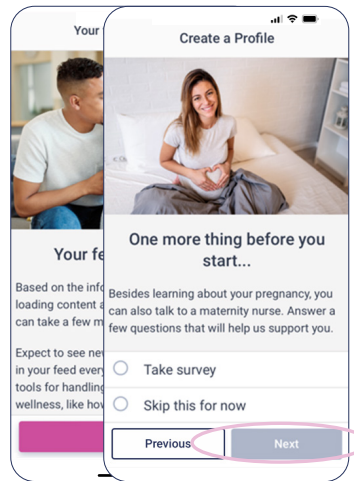 Your
Your fe
Based on the info
loading content a
can take a few m
Expect to see nev
in your feed every
tools for handling
wellness, like how
Create a Profile
One more thing before you
start...
Besides learning about your pregnancy, you
can also talk to a maternity nurse. Answer a
few questions that will help us support you.
Take survey
Skip this for now
Previous
Next